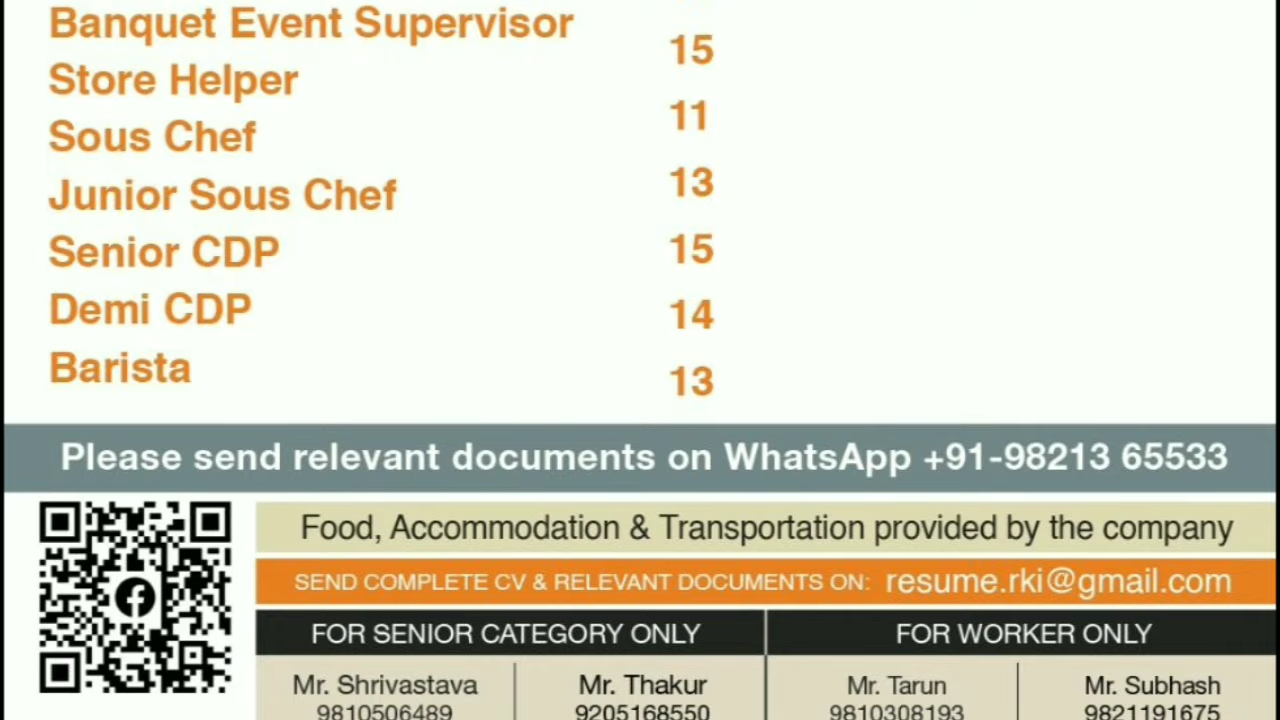 Banquet Event Supervisor
15
Store Helper
11
Sous Chef
13
Junior Sous Chef
15
Senior CDP
14
Demi CDP
13
Barista
Please send relevant documents on WhatsApp +91-98213 65533
Food, Accommodation & Transportation provided by the company
SEND COMPLETE CV & RELEVANT DOCUMENTS ON: resume.rki@gmail.com
FOR SENIOR CATEGORY ONLY FOR WORKER ONLY
Mr. Shrivastava Mr. Thakur Mr. Tarun Mr. Subhash
9810506489 9205168550 9810308193 9821191675